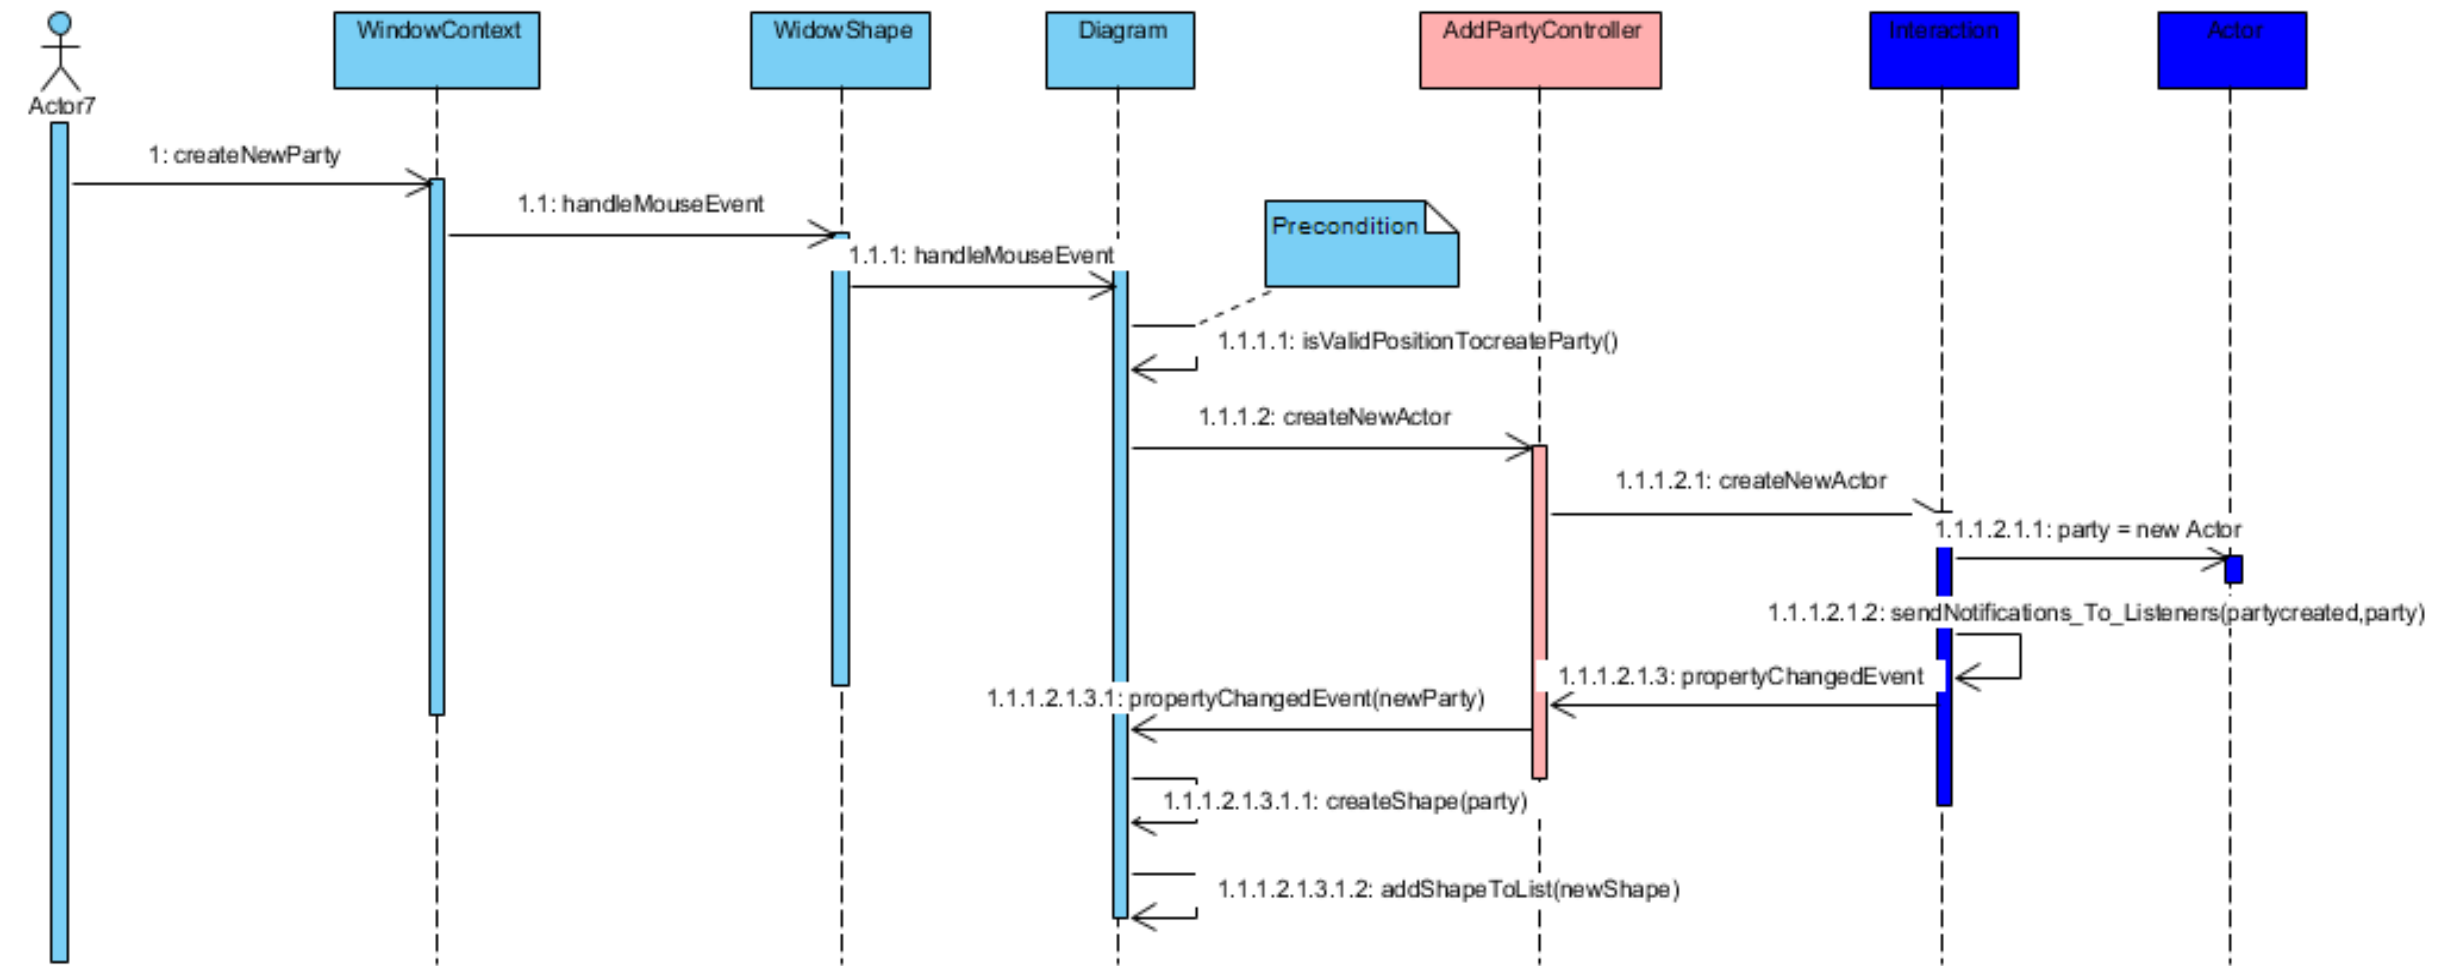 WindowContext
WidowShape
Diagram
AddPartyController
Interaction
Actor
Actor7
1: createNewParty
1.1: handleMouseEvent
Precondition
1.1.1: handleMouseEvent
1.1.1.1: isValidPositionTocreateParty()
1.1.1.2: createNewActor
1.1.1.2.1: createNewActor
1.1.1.2.1.1: party = new Actor
1.1.1.2.1.2: sendNotifications_To_Listeners(partycreated,party)
1.1.1.2.1.3: propertyChangedEvent
1.1.1.2.1.3.1: propertyChangedEvent(newParty)
1.1.1.2.1.3.1.1: createShape(party)
1.1.1.2.1.3.1.2: addShapeToList(newShape)